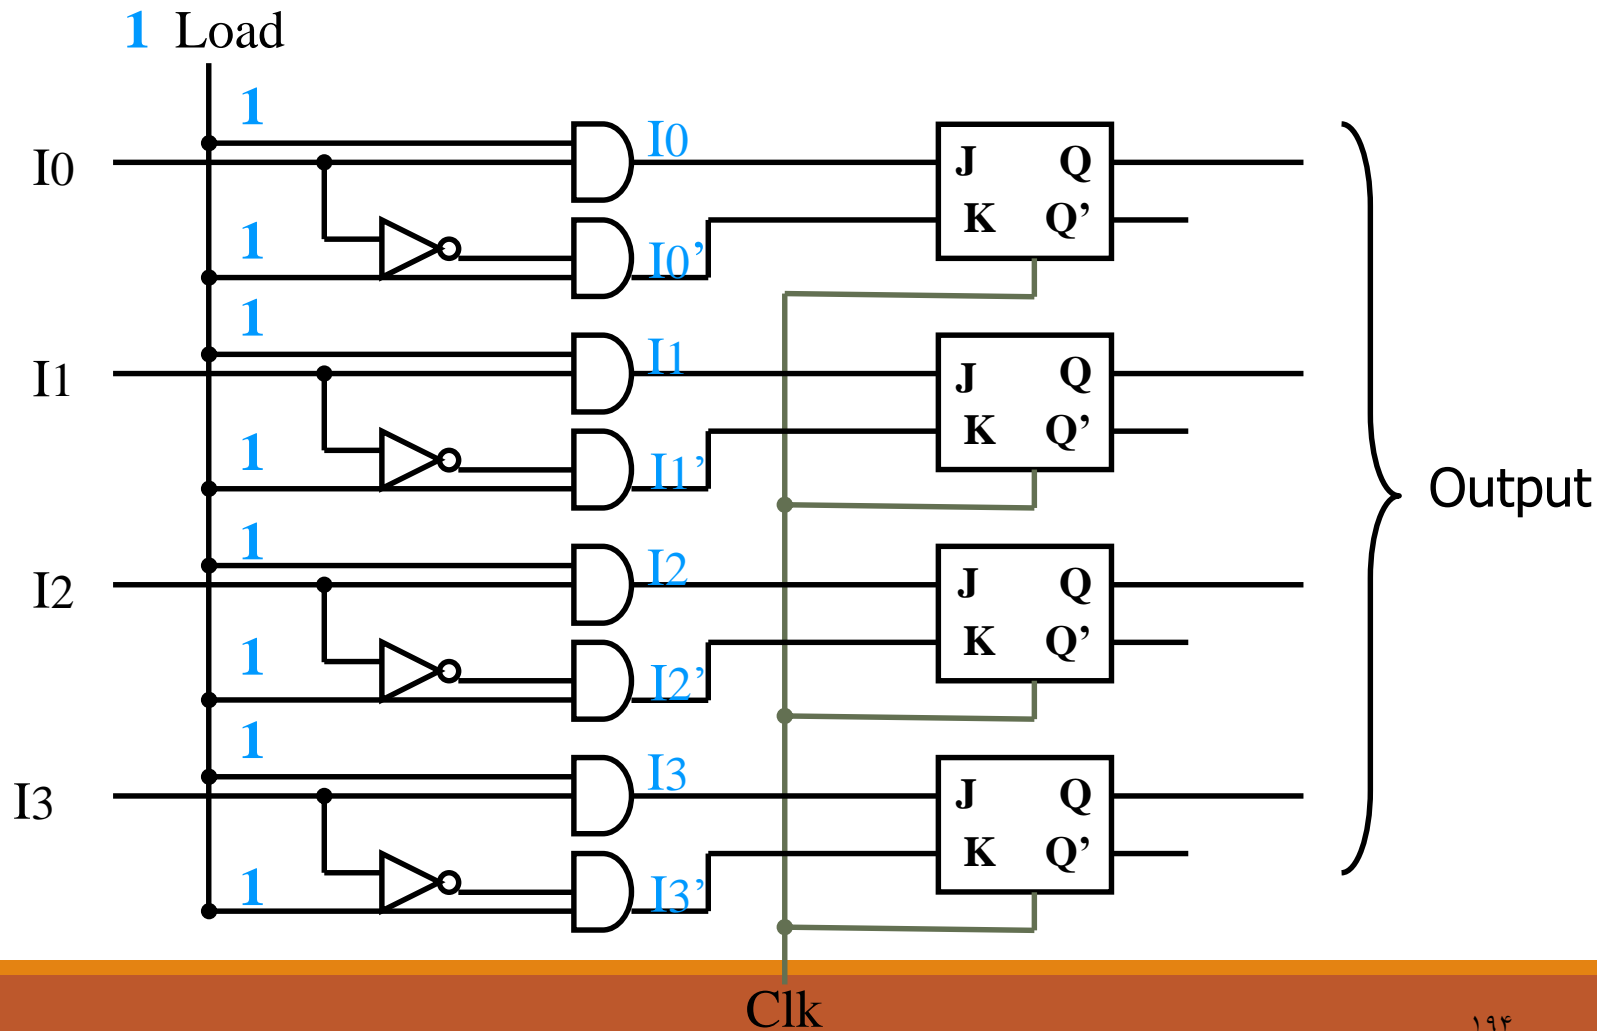 1 Load
1
I0
I0
J Q
K Q’
1
I0’
1
I1
I1
J Q
K Q’
1
I1’
Output
1
I2
I2
J Q
K Q’
1
I2’
1
I3
I3
J Q
K Q’
1
I3’
Clk
۱۹۴